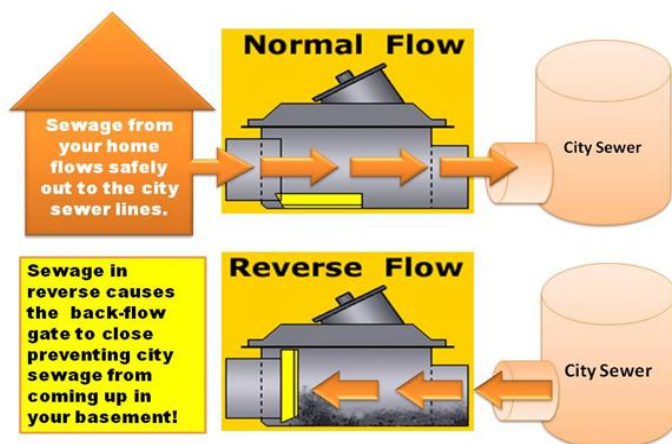 Normal Flow
Sewage from
your home
flows safely
out to the city
sewer lines.
City Sewer
Reverse Flow
Sewage in
reverse causes
the back-flow
gate to close
preventing city
sewage from
coming up in
your basement!
City Sewer